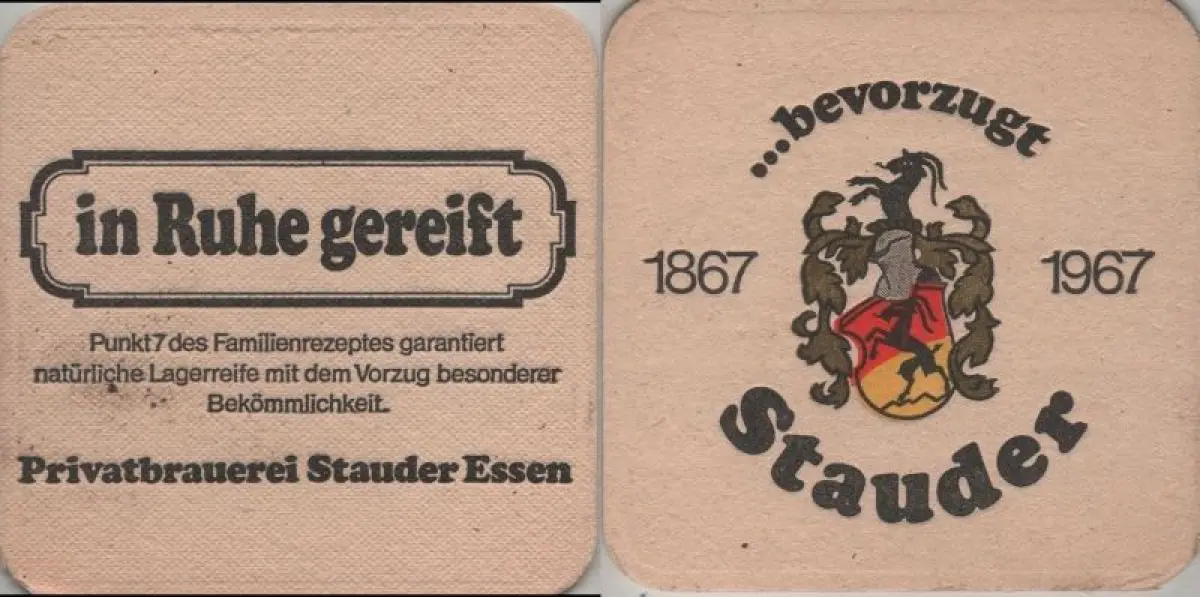 in Ruhe gereift
Punkt 7 des Familienrezeptes garantiert
natürliche Lagerreife mit dem Vorzug besonderer
Bekömmlichkeit.
Privatbrauerei Stauder Essen
...bevorzugt
1867 1967
Stauder